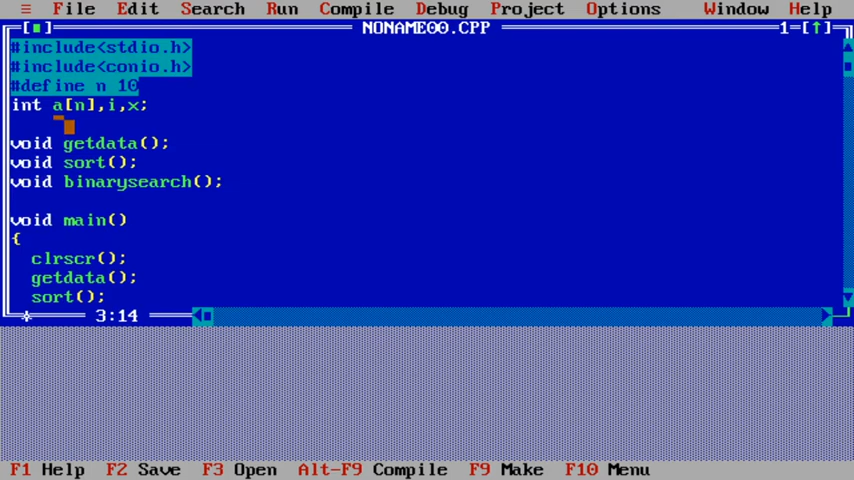 ≡ File Edit Search Run Compile Debug Project Options Window Help
[■] NONAME00.CPP 1=[↑]
#include<stdio.h>
#include<conio.h>
#define n 10
int a[n],i,x;
void getdata();
void sort();
void binarysearch();
void main()
{
clrscr();
getdata();
sort();
3:14
F1 Help F2 Save F3 Open Alt-F9 Compile F9 Make F10 Menu